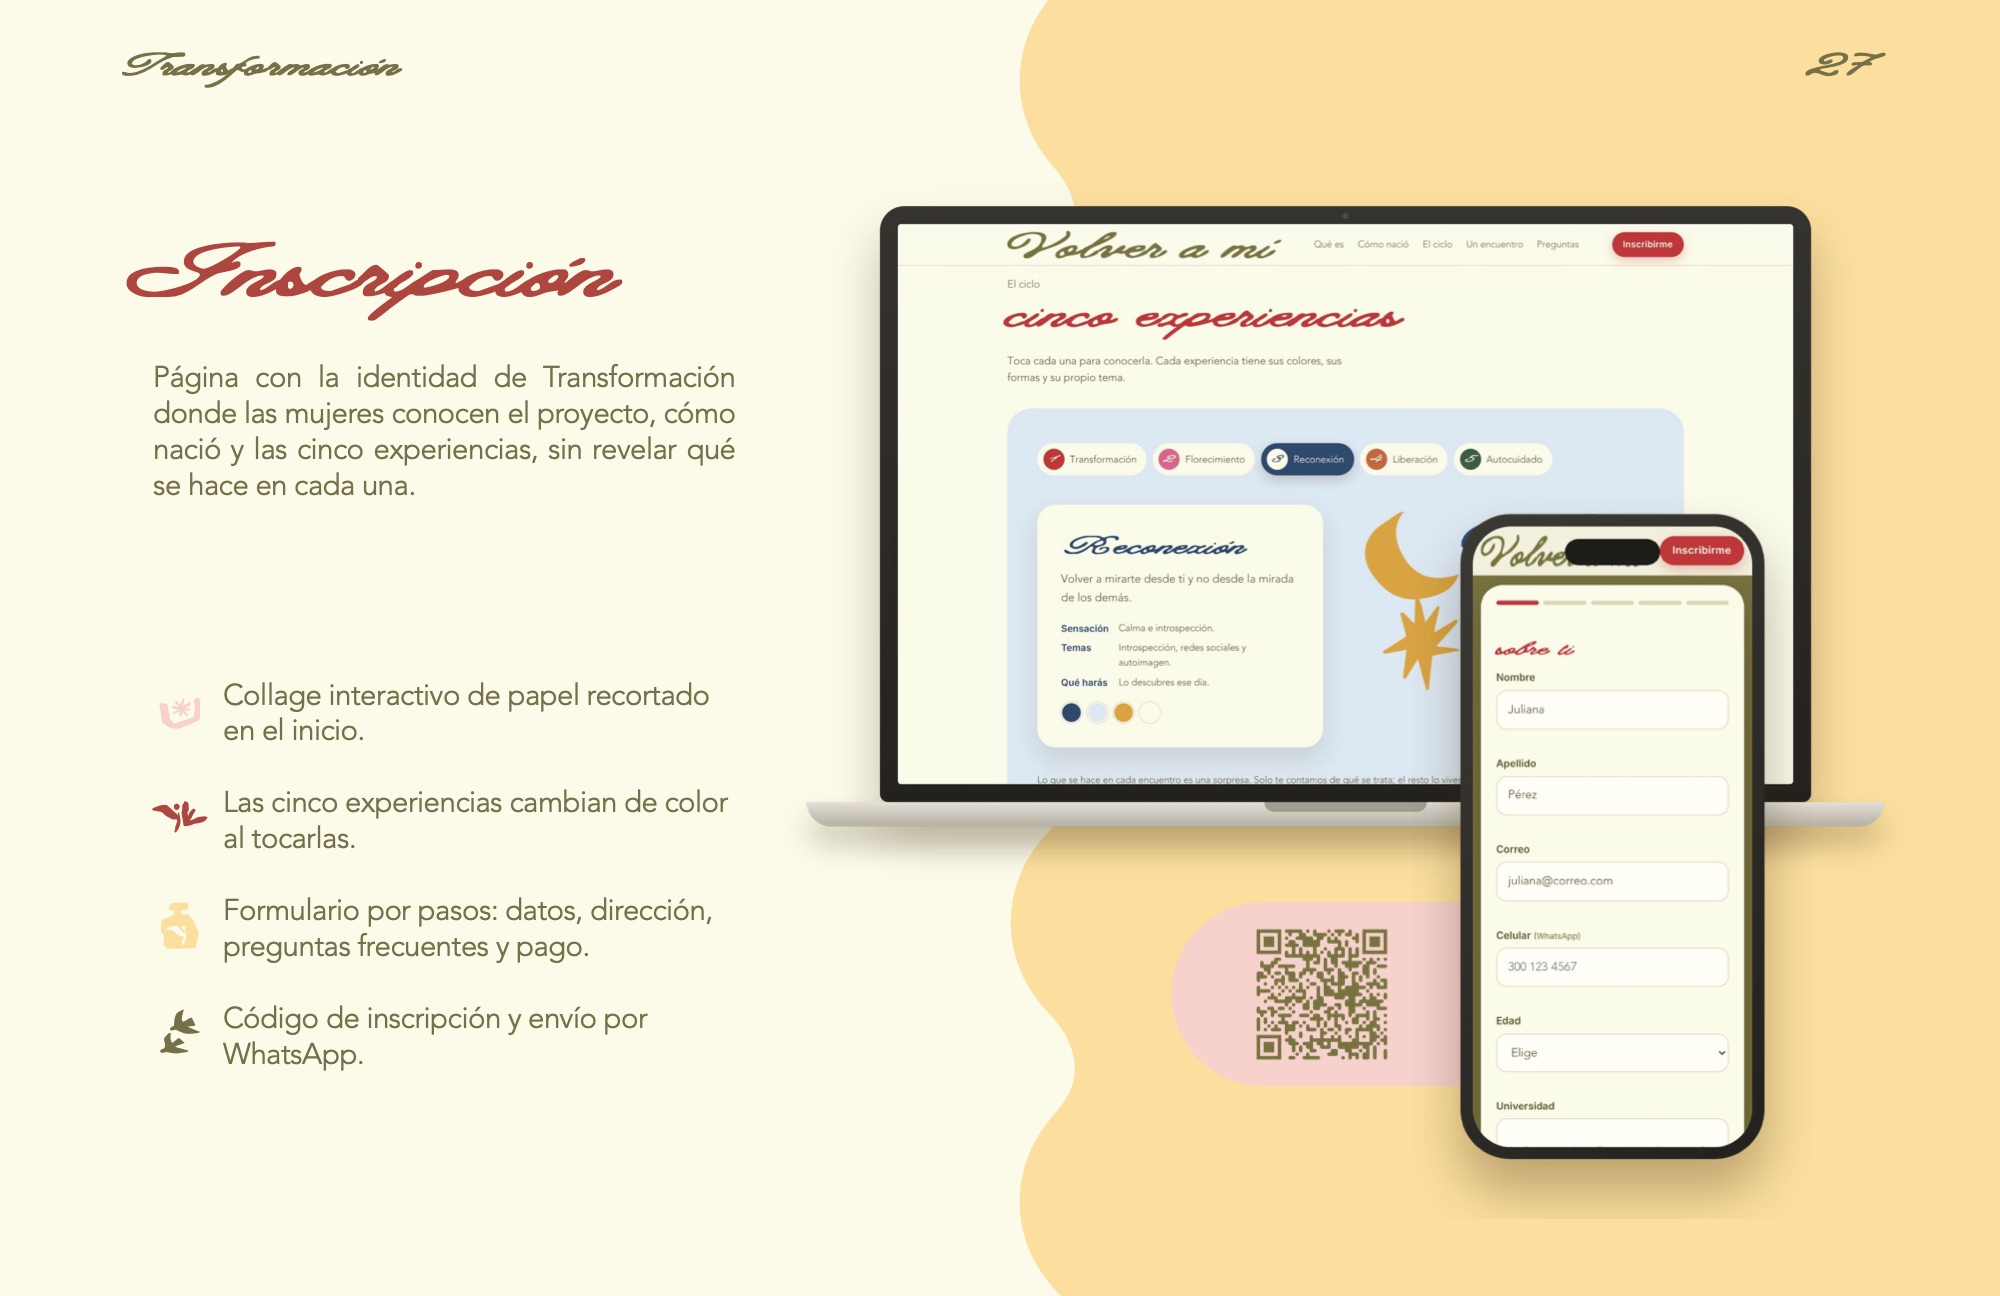 Transformación
27
Inscripción
Página con la identidad de Transformación
donde las mujeres conocen el proyecto, cómo
nació y las cinco experiencias, sin revelar qué
se hace en cada una.
Collage interactivo de papel recortado
en el inicio.
Las cinco experiencias cambian de color
al tocarlas.
Formulario por pasos: datos, dirección,
preguntas frecuentes y pago.
Código de inscripción y envío por
WhatsApp.
Volver a mí
Qué es Cómo nació El ciclo Un encuentro Preguntas Inscribirme
El ciclo
cinco experiencias
Toca cada una para conocerla. Cada experiencia tiene sus colores, sus
formas y su propio tema.
1 Transformación 2 Florecimiento 3 Reconexión 4 Liberación 5 Autocuidado
Reconexión
Volver a mirarte desde ti y no desde la mirada
de los demás.
Sensación Calma e introspección.
Temas Introspección, redes sociales y
autoimagen.
Qué harás Lo descubres ese día.
Lo que se hace en cada encuentro es una sorpresa. Solo te contamos de qué se trata; el resto lo
Inscribirme
sobre ti
Nombre
Juliana
Apellido
Pérez
Correo
juliana@correo.com
Celular (WhatsApp)
300 123 4567
Edad
Elige
Universidad